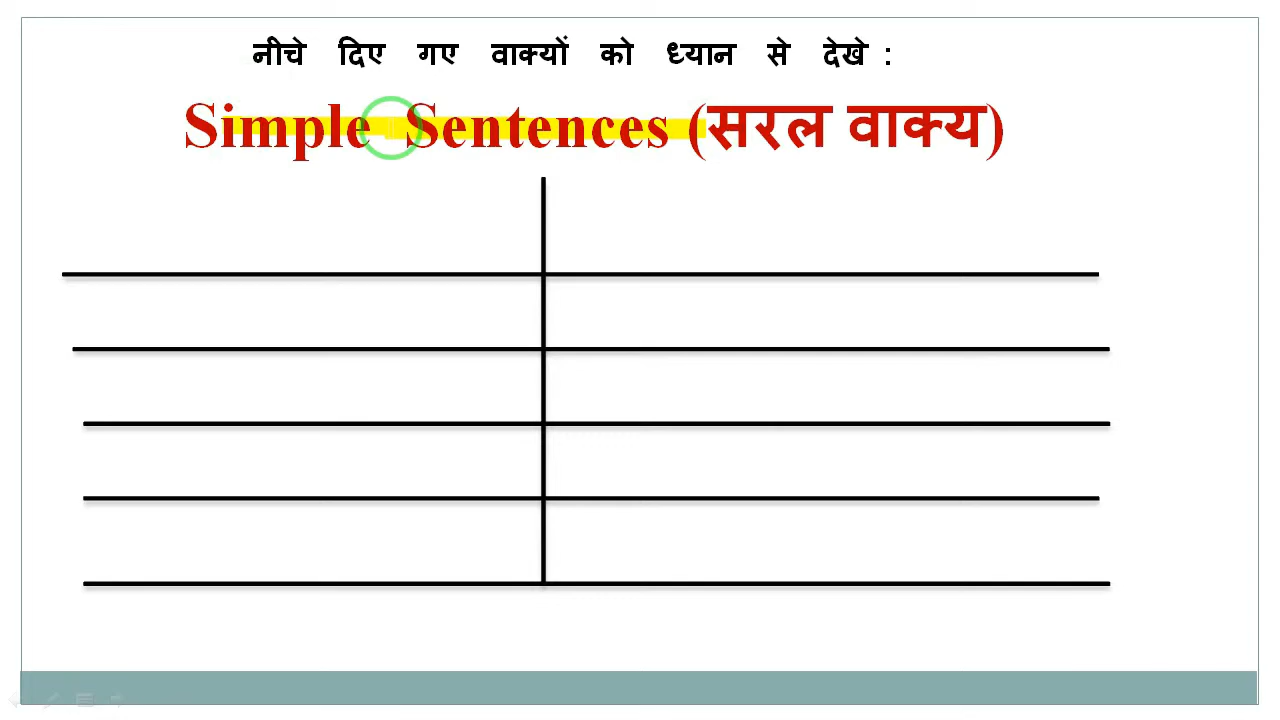 नीचे दिए गए वाक्यों को ध्यान से देखे :
Simple Sentences (सरल वाक्य)